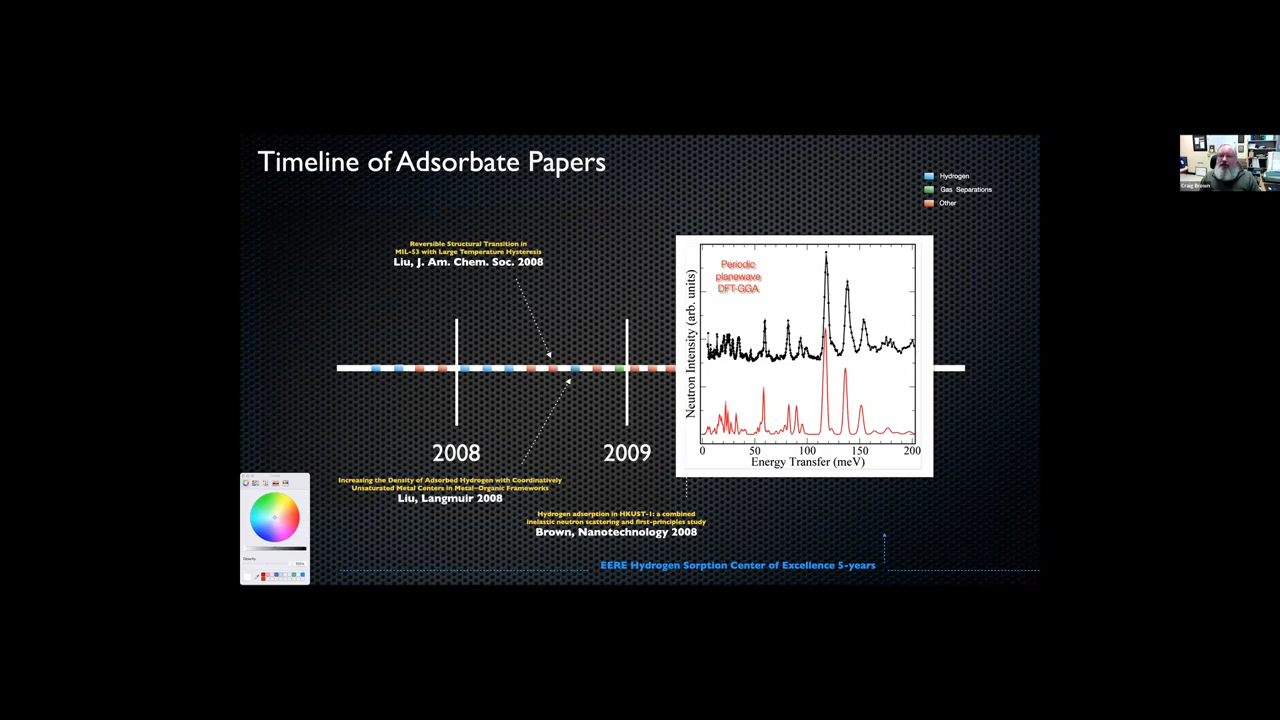 Timeline of Adsorbate Papers
Hydrogen
Gas Separations
Other
Craig Brown
Reversible Structural Transition in
MIL-53 with Large Temperature Hysteresis
Liu, J. Am. Chem. Soc. 2008
Periodic
planewave
DFT-GGA
Neutron Intensity (arb. units)
0 50 100 150 200
Energy Transfer (meV)
2008
2009
Increasing the Density of Adsorbed Hydrogen with Coordinatively
Unsaturated Metal Centers in Metal–Organic Frameworks
Liu, Langmuir 2008
Hydrogen adsorption in HKUST-1: a combined
inelastic neutron scattering and first-principles study
Brown, Nanotechnology 2008
EERE Hydrogen Sorption Center of Excellence 5-years
Opacity